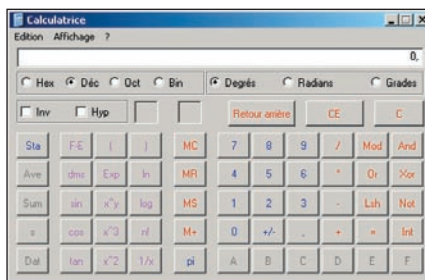 Calculatrice
Edition Affichage ?
0,
Hex Déc Oct Bin Degrés Radians Grades
Inv Hyp Retour arrière CE C
Sta F-E ( ) MC 7 8 9 / Mod And
Ave dms Exp ln MR 4 5 6 * Or Xor
Sum sin x^y log MS 1 2 3 - Lsh Not
s cos x^3 n! M+ 0 +/- . + = Int
Dat tan x^2 1/x pi A B C D E F